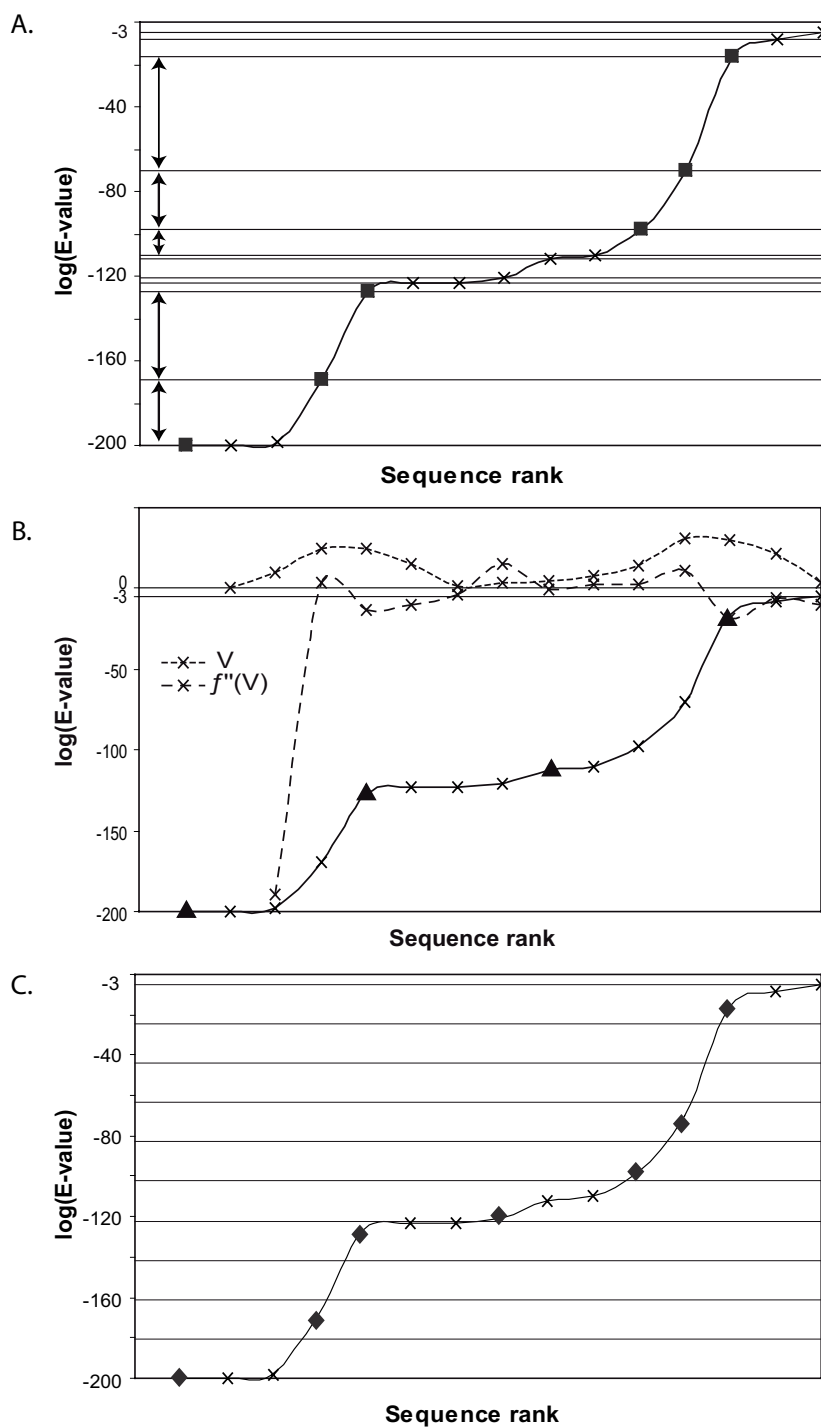 A.
-3
-40
-80
-120
-160
-200
log(E-value)
Sequence rank
B.
0
-3
-50
-100
-150
-200
V
f"(V)
log(E-value)
Sequence rank
C.
-3
-40
-80
-120
-160
-200
log(E-value)
Sequence rank